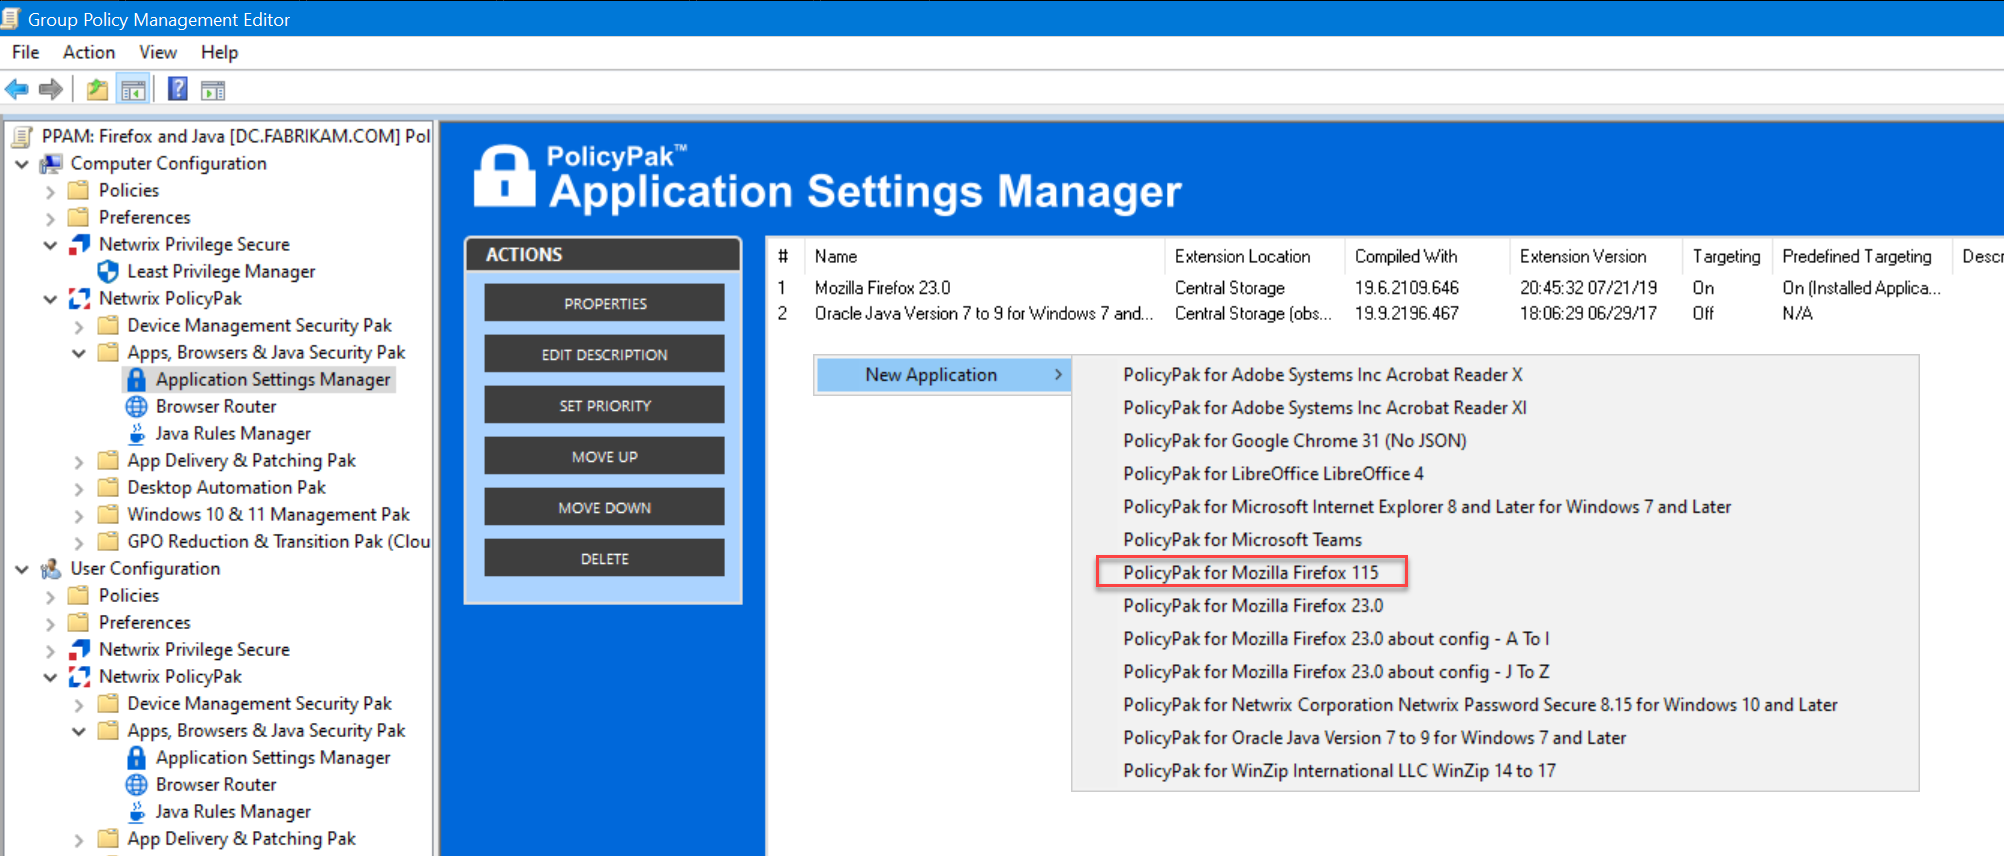 Group Policy Management Editor
File Action View Help
PPAM: Firefox and Java [DC.FABRIKAM.COM] Pol
Computer Configuration
Policies
Preferences
Netwrix Privilege Secure
Least Privilege Manager
Netwrix PolicyPak
Device Management Security Pak
Apps, Browsers & Java Security Pak
Application Settings Manager
Browser Router
Java Rules Manager
App Delivery & Patching Pak
Desktop Automation Pak
Windows 10 & 11 Management Pak
GPO Reduction & Transition Pak (Clou
User Configuration
Policies
Preferences
Netwrix Privilege Secure
Netwrix PolicyPak
Device Management Security Pak
Apps, Browsers & Java Security Pak
Application Settings Manager
Browser Router
Java Rules Manager
App Delivery & Patching Pak
PolicyPak™
Application Settings Manager
ACTIONS
PROPERTIES
EDIT DESCRIPTION
SET PRIORITY
MOVE UP
MOVE DOWN
DELETE
# Name Extension Location Compiled With Extension Version Targeting Predefined Targeting Descr
1 Mozilla Firefox 23.0 Central Storage 19.6.2109.646 20:45:32 07/21/19 On On (Installed Applica...
2 Oracle Java Version 7 to 9 for Windows 7 and... Central Storage (obs... 19.9.2196.467 18:06:29 06/29/17 Off N/A
New Application
PolicyPak for Adobe Systems Inc Acrobat Reader X
PolicyPak for Adobe Systems Inc Acrobat Reader XI
PolicyPak for Google Chrome 31 (No JSON)
PolicyPak for LibreOffice LibreOffice 4
PolicyPak for Microsoft Internet Explorer 8 and Later for Windows 7 and Later
PolicyPak for Microsoft Teams
PolicyPak for Mozilla Firefox 115
PolicyPak for Mozilla Firefox 23.0
PolicyPak for Mozilla Firefox 23.0 about config - A To I
PolicyPak for Mozilla Firefox 23.0 about config - J To Z
PolicyPak for Netwrix Corporation Netwrix Password Secure 8.15 for Windows 10 and Later
PolicyPak for Oracle Java Version 7 to 9 for Windows 7 and Later
PolicyPak for WinZip International LLC WinZip 14 to 17